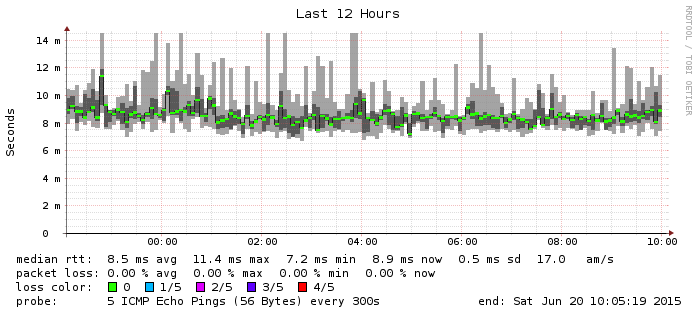 Last 12 Hours
RRDTOOL / TOBI OETIKER
Seconds
14 m
12 m
10 m
8 m
6 m
4 m
2 m
0
00:00 02:00 04:00 06:00 08:00 10:00
median rtt: 8.5 ms avg 11.4 ms max 7.2 ms min 8.9 ms now 0.5 ms sd 17.0 am/s
packet loss: 0.00 % avg 0.00 % max 0.00 % min 0.00 % now
loss color: 0 1/5 2/5 3/5 4/5
probe: 5 ICMP Echo Pings (56 Bytes) every 300s end: Sat Jun 20 10:05:19 2015